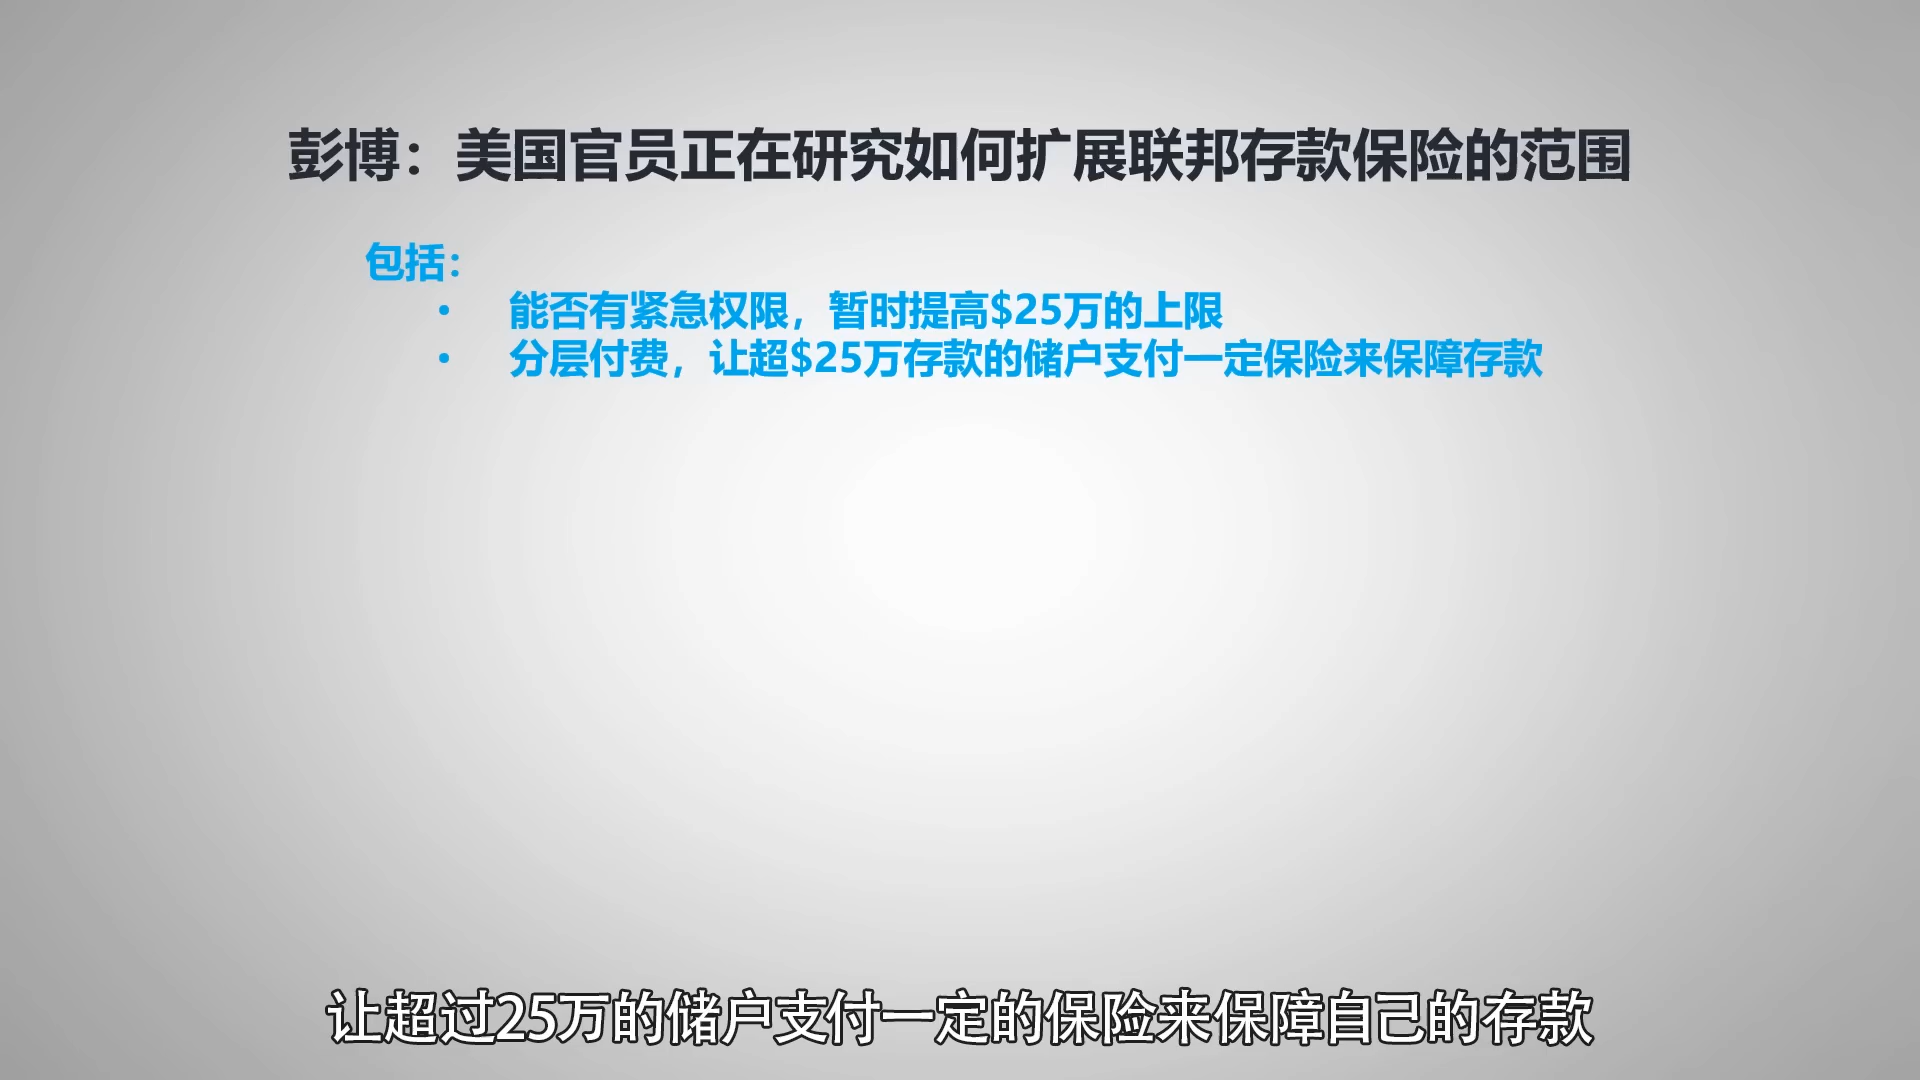 彭博：美国官员正在研究如何扩展联邦存款保险的范围
包括：
• 能否有紧急权限，暂时提高$25万的上限
• 分层付费，让超$25万存款的储户支付一定保险来保障存款
让超过25万的储户支付一定的保险来保障自己的存款